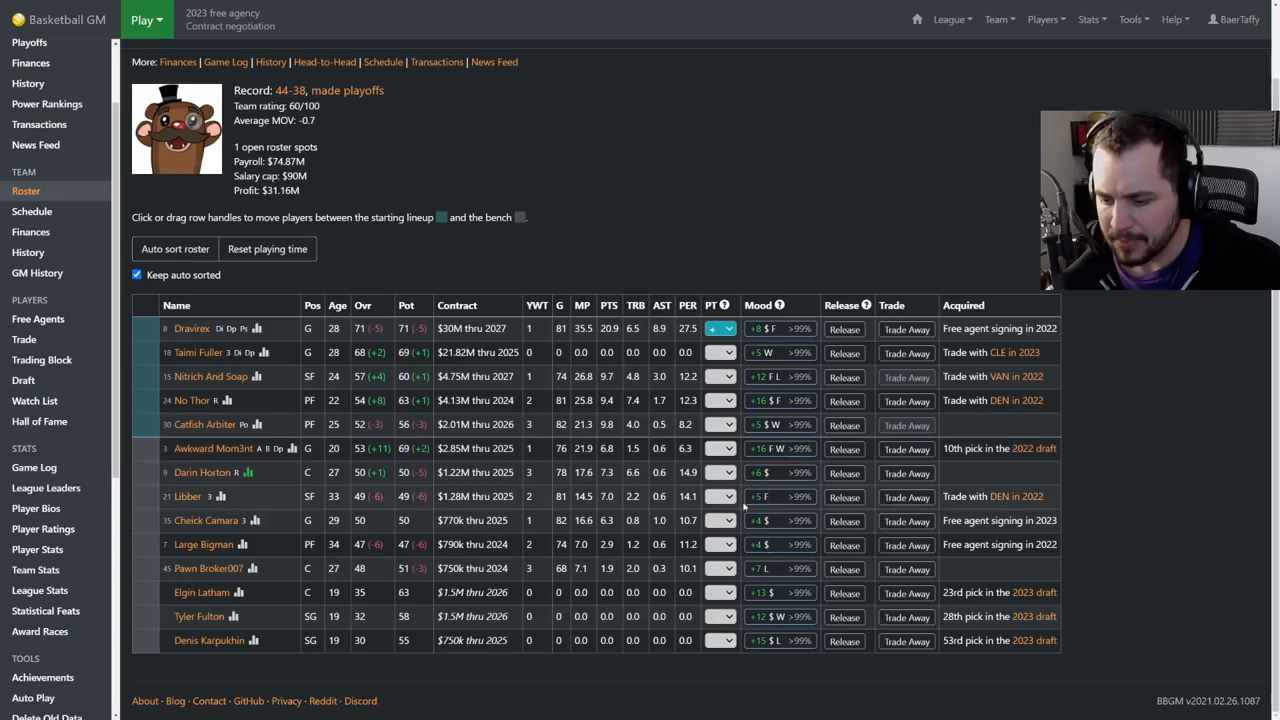 Basketball GM
Play
2023 free agency
Contract negotiation
League
Team
Players
Stats
Tools
Help
BaerTaffy
Playoffs
Finances
History
Power Rankings
Transactions
News Feed
TEAM
Roster
Schedule
Finances
History
GM History
PLAYERS
Free Agents
Trade
Trading Block
Draft
Watch List
Hall of Fame
STATS
Game Log
League Leaders
Player Bios
Player Ratings
Player Stats
Team Stats
League Stats
Statistical Feats
Award Races
TOOLS
Achievements
Auto Play
Delete Old Data
More: Finances | Game Log | History | Head-to-Head | Schedule | Transactions | News Feed
Record: 44-38, made playoffs
Team rating: 60/100
Average MOV: -0.7
1 open roster spots
Payroll: $74.87M
Salary cap: $90M
Profit: $31.16M
Click or drag row handles to move players between the starting lineup and the bench .
Auto sort roster
Reset playing time
Keep auto sorted
Name Pos Age Ovr Pot Contract YWT G MP PTS TRB AST PER PT Mood Release Trade Acquired
8 Dravirex Di Dp Ps G 28 71 (-5) 71 (-5) $30M thru 2027 1 81 35.5 20.9 6.5 8.9 27.5 + +8 $ F >99% Release Trade Away Free agent signing in 2022
18 Taimi Fuller 3 Di Dp G 28 68 (+2) 69 (+1) $21.82M thru 2025 0 0 0.0 0.0 0.0 0.0 0.0 +5 W >99% Release Trade Away Trade with CLE in 2023
15 Nitrich And Soap SF 24 57 (+4) 60 (+1) $4.75M thru 2027 1 74 26.8 9.7 4.8 3.0 12.2 +12 F L >99% Release Trade Away Trade with VAN in 2022
24 No Thor R PF 22 54 (+8) 63 (+1) $4.13M thru 2024 1 58 25.8 9.4 7.4 1.7 12.3 +16 $ F >99% Release Trade Away Trade with DEN in 2022
30 Catfish Arbiter Po PF 25 52 (-3) 56 (-3) $2.01M thru 2026 3 82 21.3 9.8 4.0 0.5 8.2 +5 $ W >99% Release Trade Away
3 Awkward Mom3nt A B Dp G 20 53 (+11) 69 (+2) $2.85M thru 2025 1 76 21.9 6.8 1.5 0.6 6.3 +16 F W >99% Release Trade Away 10th pick in the 2022 draft
9 Darin Horton R C 27 50 (+1) 50 (-5) $1.22M thru 2025 3 78 17.6 7.3 6.6 0.6 14.9 +6 $ >99% Release Trade Away
21 Libber 3 SF 33 49 (-6) 49 (-6) $1.28M thru 2025 2 81 14.5 7.0 2.2 0.6 14.1 +5 F >99% Release Trade Away Trade with DEN in 2022
35 Cheick Camara 3 G 29 50 50 $770k thru 2025 1 82 16.6 6.3 0.8 1.0 10.7 +4 $ >99% Release Trade Away Free agent signing in 2023
7 Large Bigman PF 34 47 (-6) 47 (-6) $790k thru 2024 2 74 7.0 2.9 1.2 0.6 11.2 +4 $ >99% Release Trade Away Free agent signing in 2022
45 Pawn Broker007 C 27 48 51 (-3) $750k thru 2024 3 68 7.1 1.9 2.0 0.3 10.1 +7 L >99% Release Trade Away
Elgin Latham C 19 35 63 $1.5M thru 2026 0 0 0.0 0.0 0.0 0.0 0.0 +13 $ >99% Release Trade Away 23rd pick in the 2023 draft
Tyler Fulton SG 19 32 58 $1.5M thru 2026 0 0 0.0 0.0 0.0 0.0 0.0 +12 $ W >99% Release Trade Away 28th pick in the 2023 draft
Denis Karpukhin SG 19 30 55 $750k thru 2025 0 0 0.0 0.0 0.0 0.0 0.0 +15 $ L >99% Release Trade Away 53rd pick in the 2023 draft
About · Blog · Contact · GitHub · Privacy · Reddit · Discord
BBGM v2021.02.26.1087